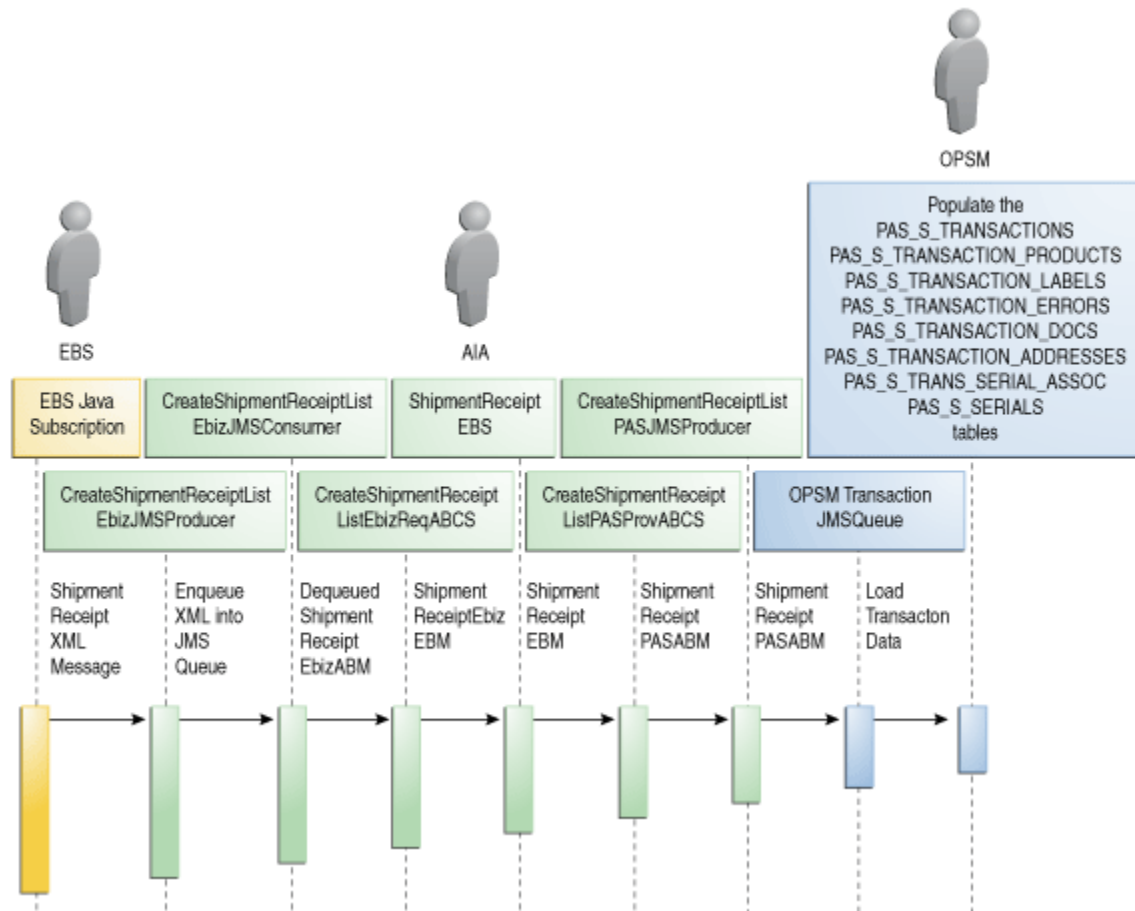 OPSM
Populate the
PAS_S_TRANSACTIONS
PAS_S_TRANSACTION_PRODUCTS
PAS_S_TRANSACTION_LABELS
PAS_S_TRANSACTION_ERRORS
PAS_S_TRANSACTION_DOCS
PAS_S_TRANSACTION_ADDRESSES
PAS_S_TRANS_SERIAL_ASSOC
PAS_S_SERIALS
tables
EBS
AIA
EBS Java
Subscription
CreateShipmentReceiptList
EbizJMSConsumer
ShipmentReceipt
EBS
CreateShipmentReceiptList
PASJMSProducer
CreateShipmentReceiptList
EbizJMSProducer
CreateShipmentReceipt
ListEbizReqABCS
CreateShipmentReceipt
ListPASProvABCS
OPSM Transaction
JMSQueue
Shipment
Receipt
XML
Message
Enqueue
XML into
JMS
Queue
Dequeued
Shipment
Receipt
EbizABM
Shipment
ReceiptEbiz
EBM
Shipment
Receipt
EBM
Shipment
Receipt
PASABM
Shipment
Receipt
PASABM
Load
Transacton
Data